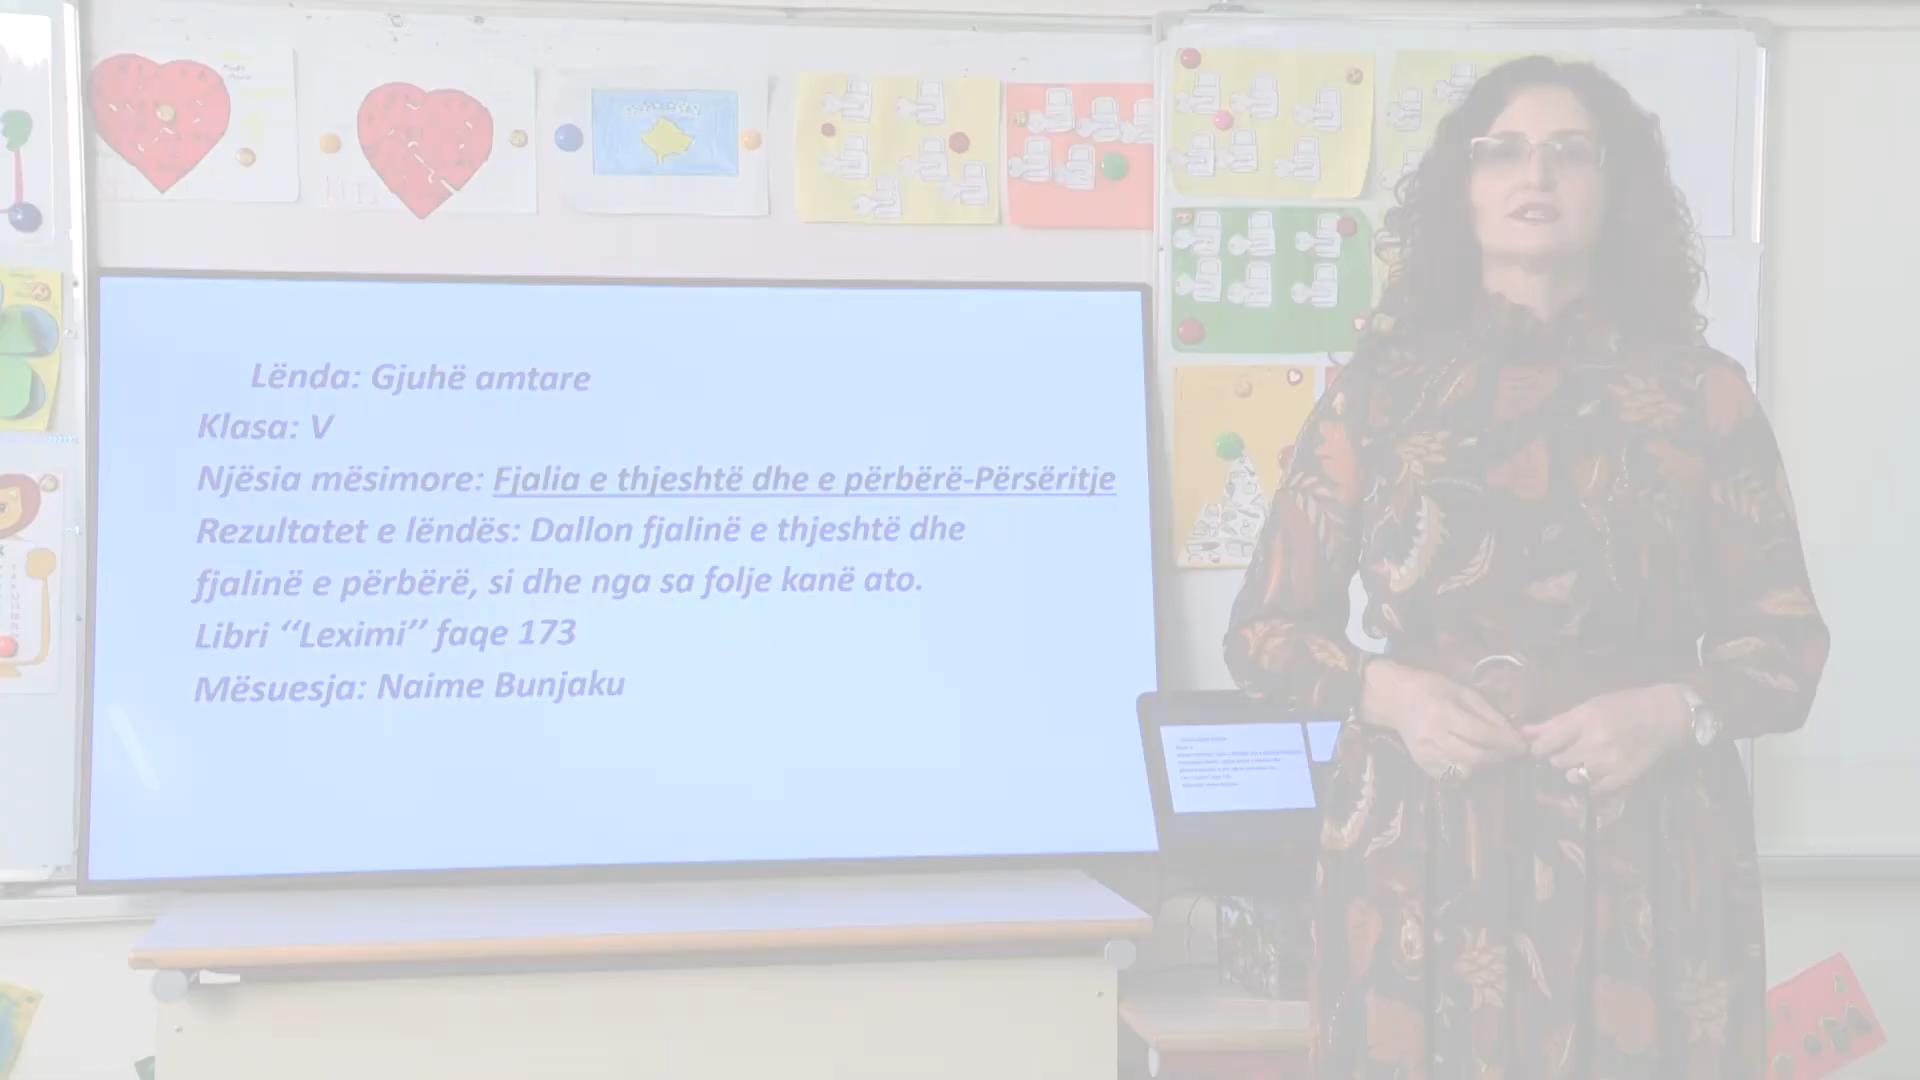 Lënda: Gjuhë amtare
Klasa: V
Njësia mësimore: Fjalia e thjeshtë dhe e përbërë-Përsëritje
Rezultatet e lëndës: Dallon fjalinë e thjeshtë dhe
fjalinë e përbërë, si dhe nga sa folje kanë ato.
Libri ‘‘Leximi’’ faqe 173
Mësuesja: Naime Bunjaku